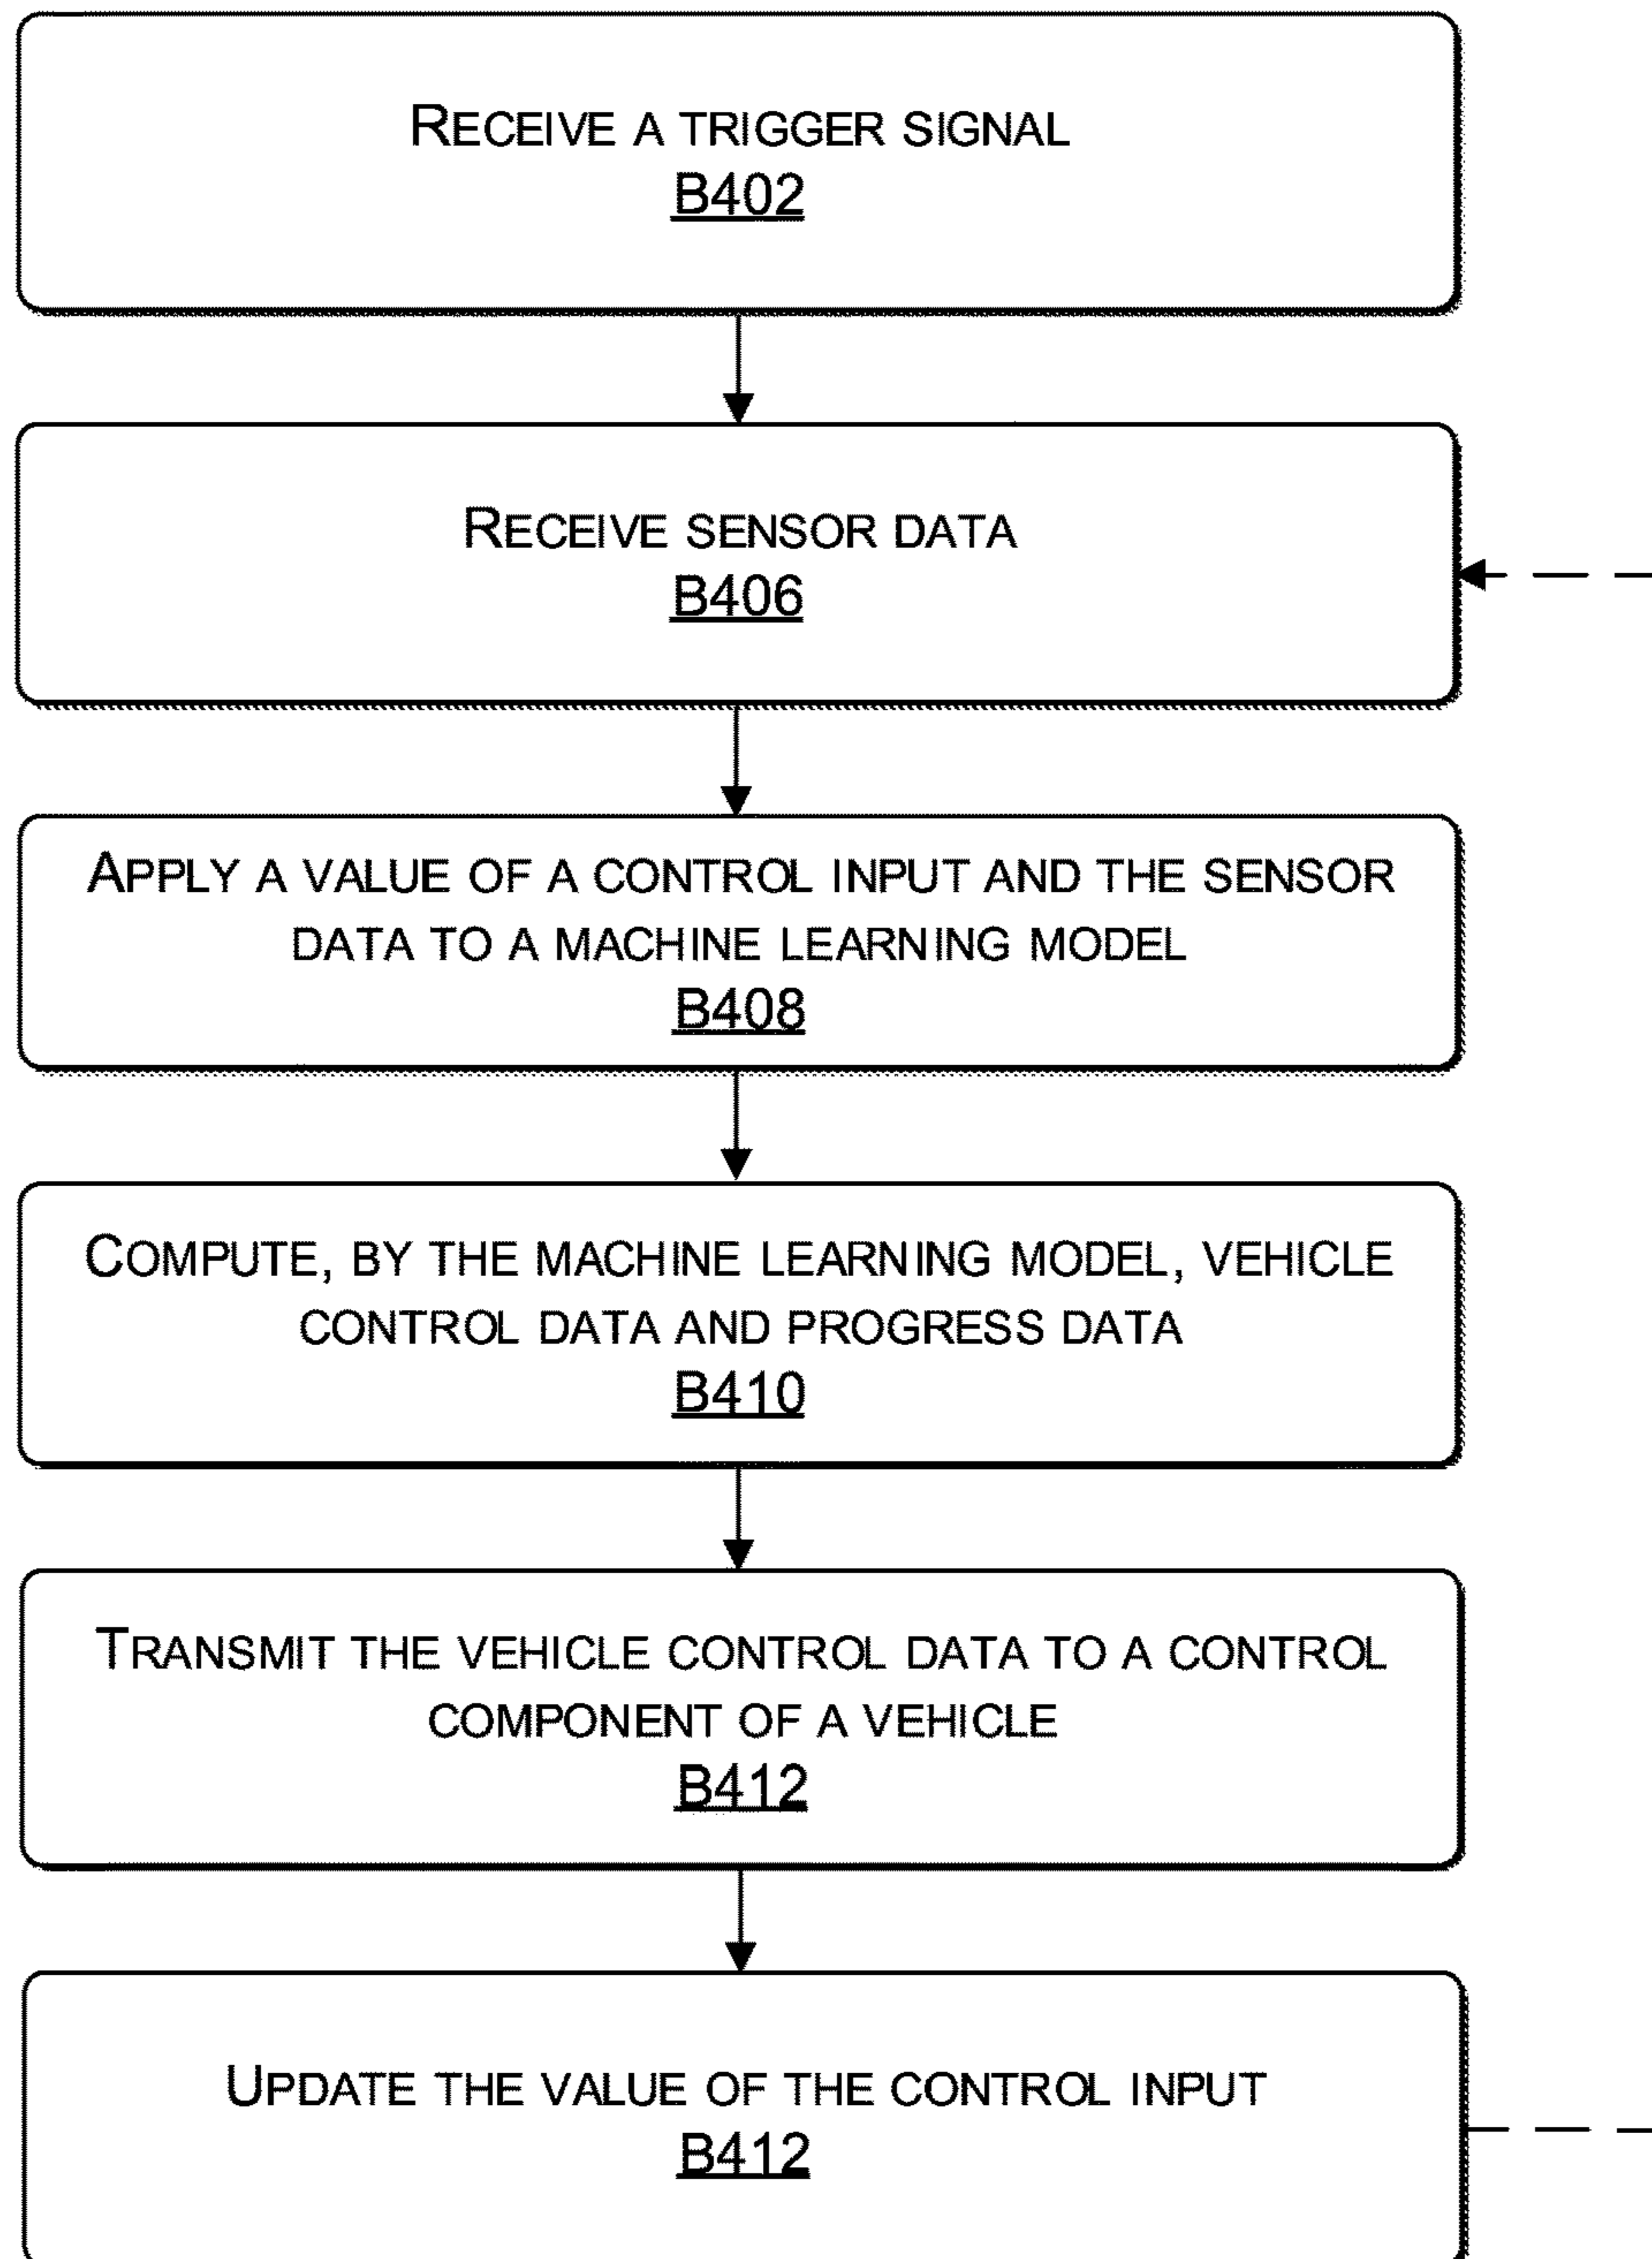 RECEIVE A TRIGGER SIGNAL
B402
RECEIVE SENSOR DATA
B406
APPLY A VALUE OF A CONTROL INPUT AND THE SENSOR
DATA TO A MACHINE LEARNING MODEL
B408
COMPUTE, BY THE MACHINE LEARNING MODEL, VEHICLE
CONTROL DATA AND PROGRESS DATA
B410
TRANSMIT THE VEHICLE CONTROL DATA TO A CONTROL
COMPONENT OF A VEHICLE
B412
UPDATE THE VALUE OF THE CONTROL INPUT
B412